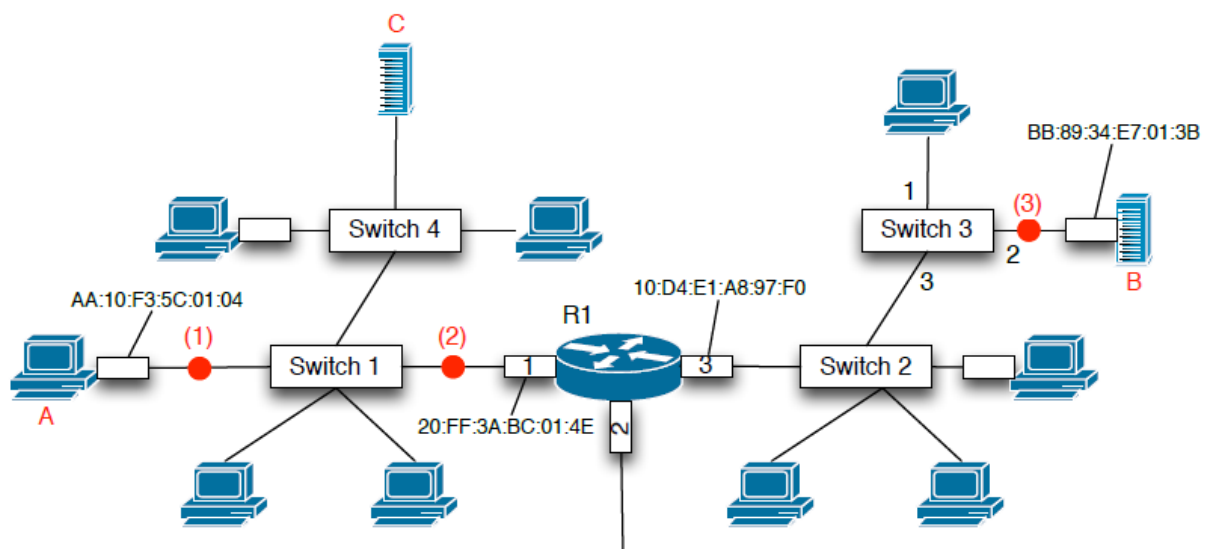 C
BB:89:34:E7:01:3B
1
(3)
Switch 4
Switch 3
2
B
AA:10:F3:5C:01:04
10:D4:E1:A8:97:F0
3
(1)
(2)
R1
Switch 1
1
3
Switch 2
A
20:FF:3A:BC:01:4E
2